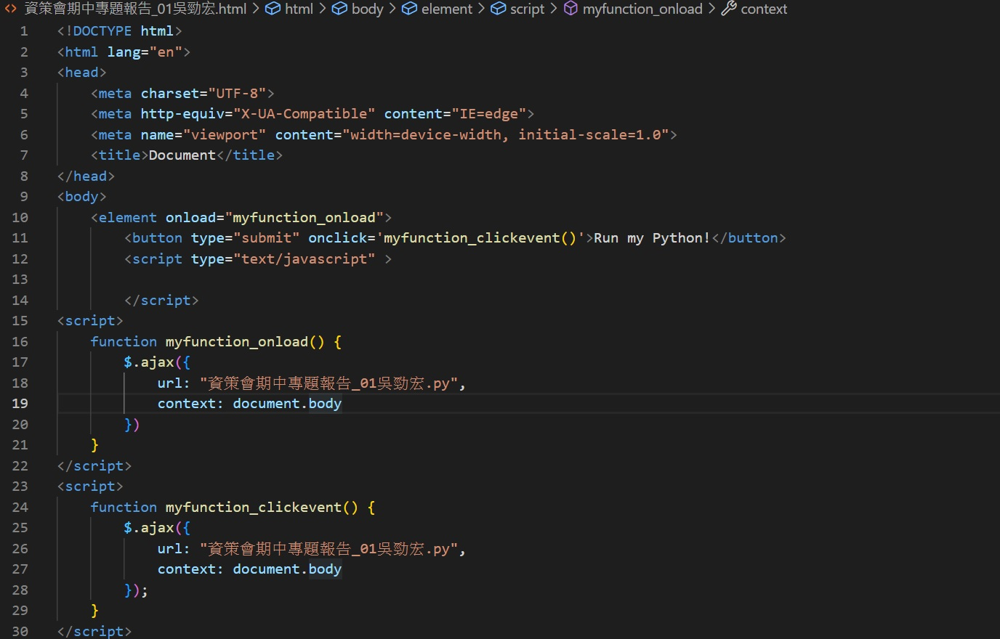 資策會期中專題報告_01吳勁宏.html > html > body > element > script > myfunction_onload > context
1 <!DOCTYPE html>
2 <html lang="en">
3 <head>
4     <meta charset="UTF-8">
5     <meta http-equiv="X-UA-Compatible" content="IE=edge">
6     <meta name="viewport" content="width=device-width, initial-scale=1.0">
7     <title>Document</title>
8 </head>
9 <body>
10     <element onload="myfunction_onload">
11         <button type="submit" onclick='myfunction_clickevent()'>Run my Python!</button>
12         <script type="text/javascript" >
13
14         </script>
15 <script>
16     function myfunction_onload() {
17         $.ajax({
18             url: "資策會期中專題報告_01吳勁宏.py",
19             context: document.body
20         })
21     }
22 </script>
23 <script>
24     function myfunction_clickevent() {
25         $.ajax({
26             url: "資策會期中專題報告_01吳勁宏.py",
27             context: document.body
28         });
29     }
30 </script>